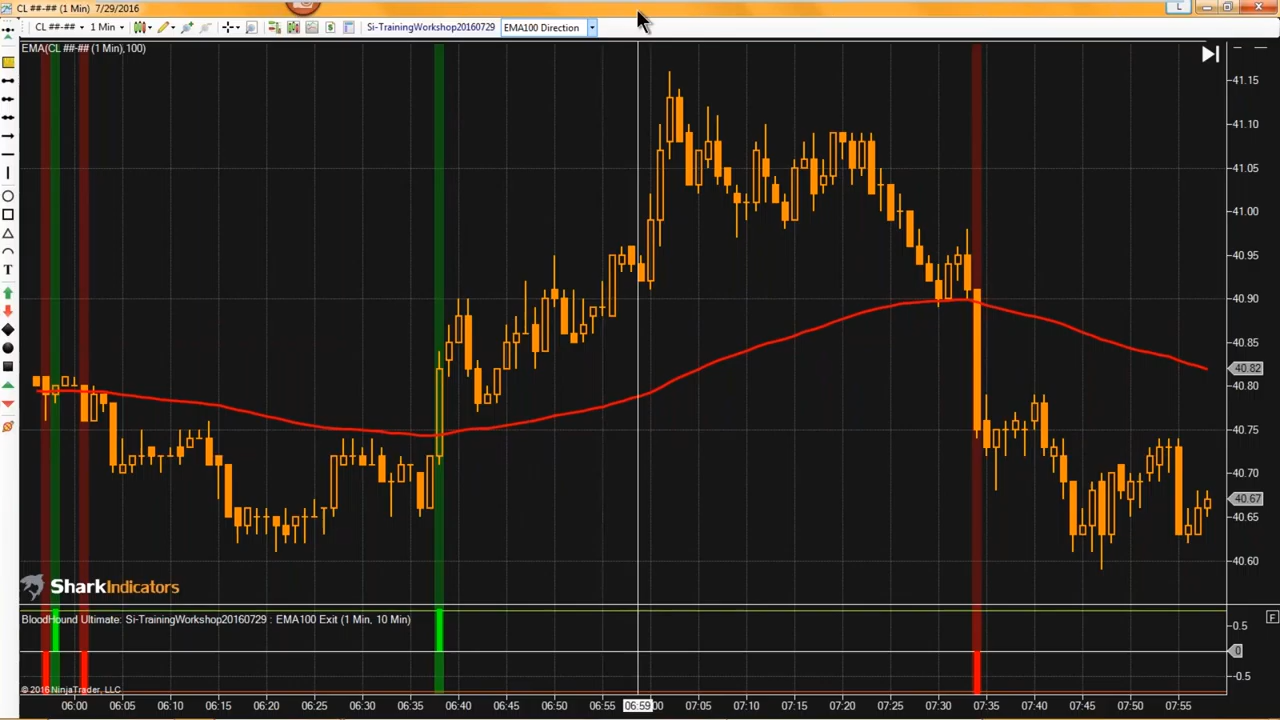 CL ##-## (1 Min) 7/29/2016
L
CL ##-##
1 Min
Si-TrainingWorkshop20160729
EMA100 Direction
$
EMA(CL ##-## (1 Min),100)
T
41.15
41.10
41.05
41.00
40.95
40.90
40.85
40.82
40.80
40.75
40.70
40.67
40.65
40.60
SharkIndicators
BloodHound Ultimate: Si-TrainingWorkshop20160729 : EMA100 Exit (1 Min, 10 Min)
F
0.5
0
-0.5
© 2016 NinjaTrader, LLC
06:00 06:05 06:10 06:15 06:20 06:25 06:30 06:35 06:40 06:45 06:50 06:55 06:59 07:05 07:10 07:15 07:20 07:25 07:30 07:35 07:40 07:45 07:50 07:55